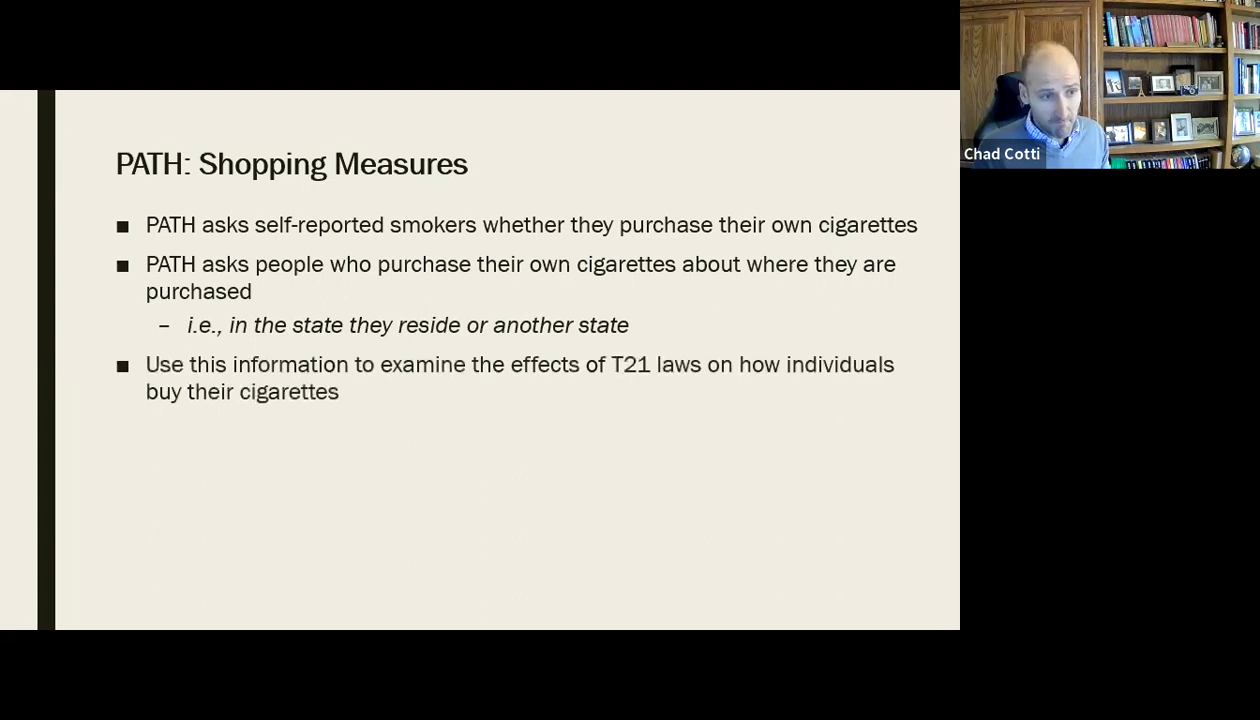 PATH: Shopping Measures
■ PATH asks self-reported smokers whether they purchase their own cigarettes
■ PATH asks people who purchase their own cigarettes about where they are
purchased
– i.e., in the state they reside or another state
■ Use this information to examine the effects of T21 laws on how individuals
buy their cigarettes
Chad Cotti